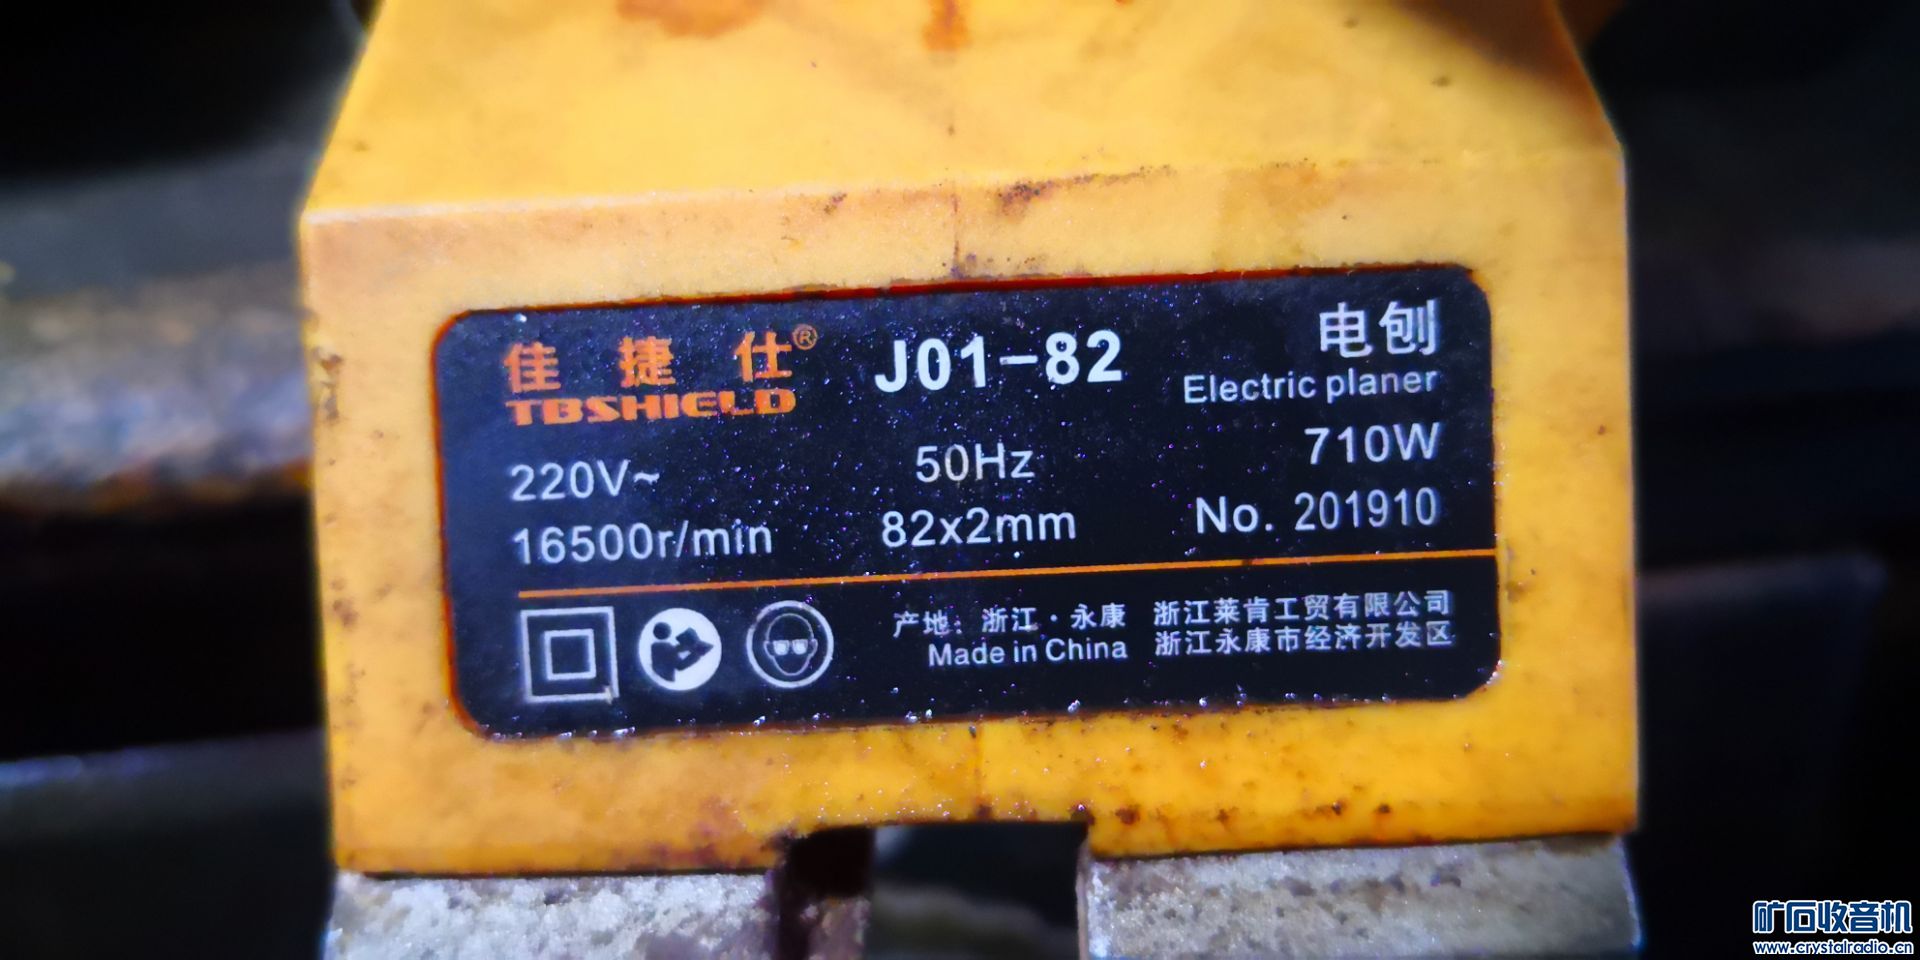 佳捷仕® J01-82 电刨
TBSHIELD Electric planer
220V~ 50Hz 710W
16500r/min 82x2mm No. 201910
产地：浙江·永康 浙江莱肯工贸有限公司
Made in China 浙江永康市经济开发区
矿石收音机
www.crystalradio.cn